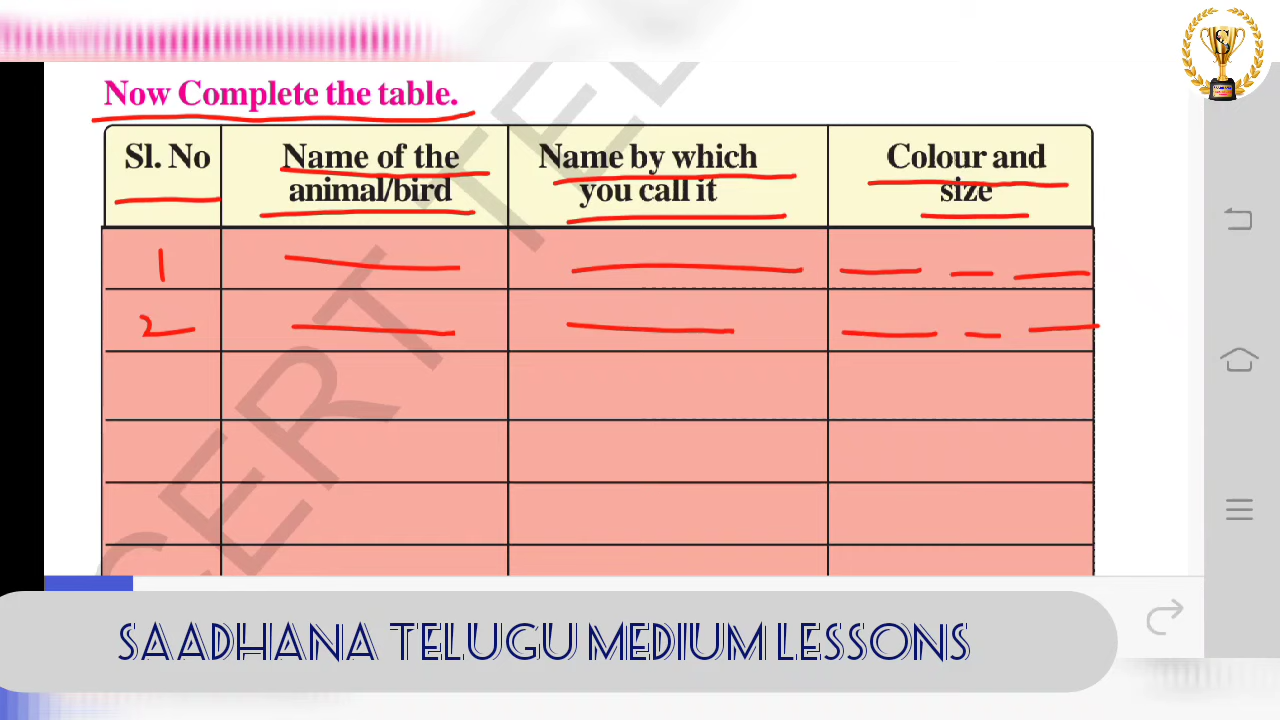 Now Complete the table.
Sl. No
Name of the
animal/bird
Name by which
you call it
Colour and
size
1
2
SAADHANA TELUGU MEDIUM LESSONS